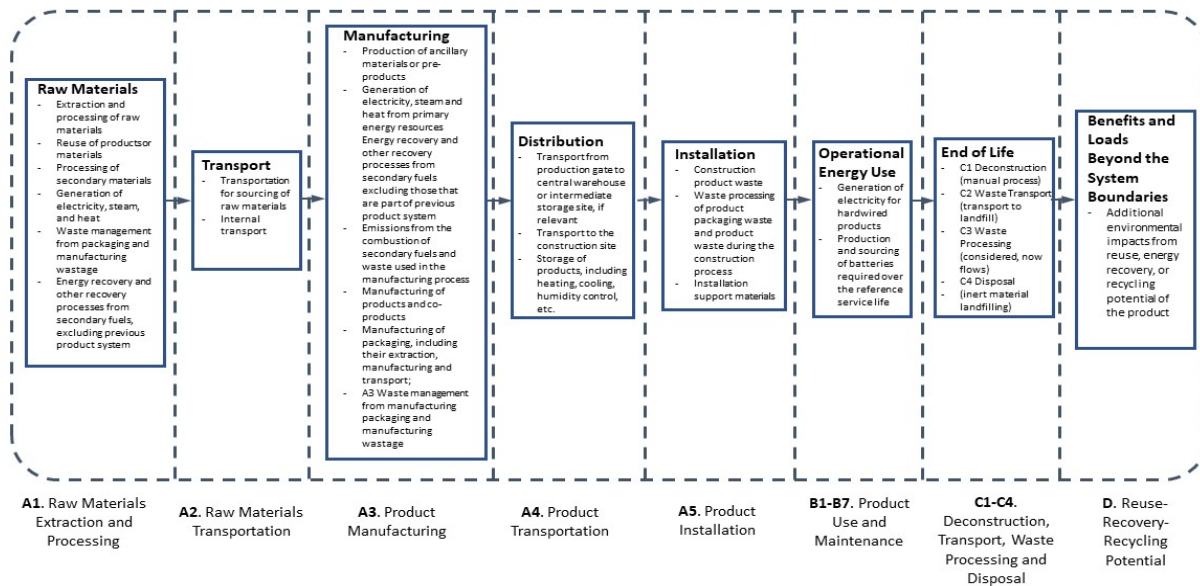 Raw Materials
- Extraction and
processing of raw
materials
- Reuse of productsor
materials
- Processing of
secondary materials
- Generation of
electricity, steam, and
heat
- Waste management
from packaging and
manufacturing
wastage
- Energy recovery and
other recovery
processes from
secondary fuels,
excluding previous
product system
Transport
- Transportation
for sourcing of
raw materials
- Internal
transport
Manufacturing
- Production of ancillary
materials or pre-
products
- Generation of
electricity, steam and
heat from primary
energy resources
Energy recovery and
other recovery
processes from
secondary fuels
excluding those that
are part of previous
product system
- Emissions from the
combustion of
secondary fuels and
waste used in the
manufacturing process
- Manufacturing of
products and co-
products
- Manufacturing of
packaging, including
their extraction,
manufacturing and
transport;
- A3 Waste management
from manufacturing
packaging and
manufacturing
wastage
Distribution
- Transport from
production gate to
central warehouse
or intermediate
storage site, if
relevant
- Transport to the
construction site
- Storage of
products, including
heating, cooling,
humidity control,
etc.
Installation
- Construction
product waste
- Waste processing
of product
packaging waste
and product
waste during the
construction
process
- Installation
support materials
Operational
Energy Use
- Generation of
electricity for
hardwired
products
- Production
and sourcing of
batteries
required over
the reference
service life
End of Life
- C1 Deconstruction
(manual process)
- C2 Waste Transport
(transport to
landfill)
- C3 Waste
Processing
(considered, now
flows)
- C4 Disposal
- (inert material
landfilling)
Benefits and
Loads
Beyond the
System
Boundaries
- Additional
environmental
impacts from
reuse, energy
recovery, or
recycling
potential of
the product
A1. Raw Materials
Extraction and
Processing
A2. Raw Materials
Transportation
A3. Product
Manufacturing
A4. Product
Transportation
A5. Product
Installation
B1-B7. Product
Use and
Maintenance
C1-C4.
Deconstruction,
Transport, Waste
Processing and
Disposal
D. Reuse-
Recovery-
Recycling
Potential